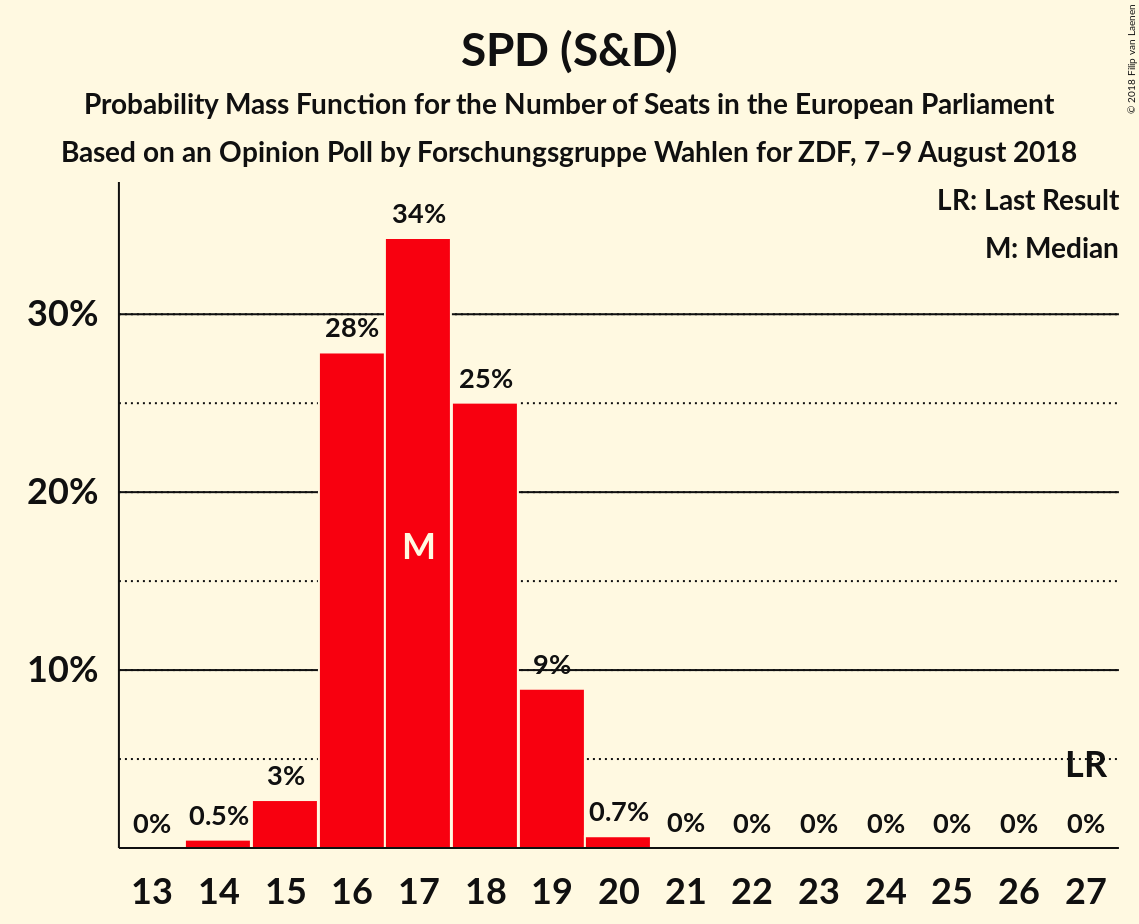 SPD (S&D)
Probability Mass Function for the Number of Seats in the European Parliament
Based on an Opinion Poll by Forschungsgruppe Wahlen for ZDF, 7–9 August 2018
© 2018 Filip van Laenen
LR: Last Result
M: Median
34%
30%
28%
25%
20%
M
10%
9%
LR
3%
0% 0.5% 0.7% 0% 0% 0% 0% 0% 0% 0%
13 14 15 16 17 18 19 20 21 22 23 24 25 26 27